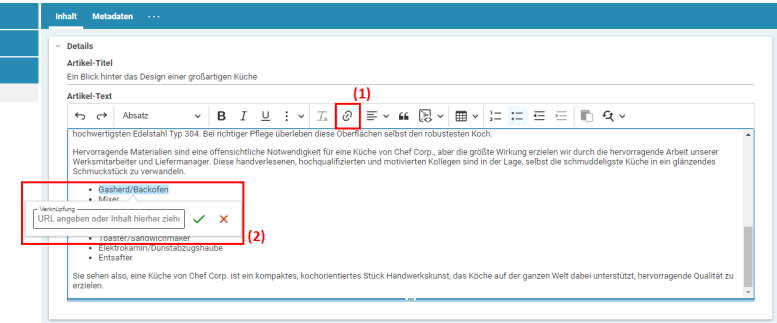 Inhalt Metadaten ...
Details
Artikel-Titel
Ein Blick hinter das Design einer großartigen Küche
(1)
Artikel-Text
Absatz B I U
hochwertigsten Edelstahl Typ 304. Bei richtiger Pflege überleben diese Oberflächen selbst den robustesten Koch.
Hervorragende Materialien sind eine offensichtliche Notwendigkeit für eine Küche von Chef Corp., aber die größte Wirkung erzielen wir durch die hervorragende Arbeit unserer
Werksmitarbeiter und Liefermanager. Diese handverlesenen, hochqualifizierten und motivierten Kollegen sind in der Lage, selbst die schmuddeligste Küche in ein glänzendes
Schmuckstück zu verwandeln.
• Gasherd/Backofen
• Mixer
Verknüpfung
URL angeben oder Inhalt hierher ziehe
(2)
• Toaster/Sandwichmaker
• Elektrokamin/Dunstabzugshaube
• Entsafter
Sie sehen also, eine Küche von Chef Corp. ist ein kompaktes, kochorientiertes Stück Handwerkskunst, das Köche auf der ganzen Welt dabei unterstützt, hervorragende Qualität zu
erzielen.